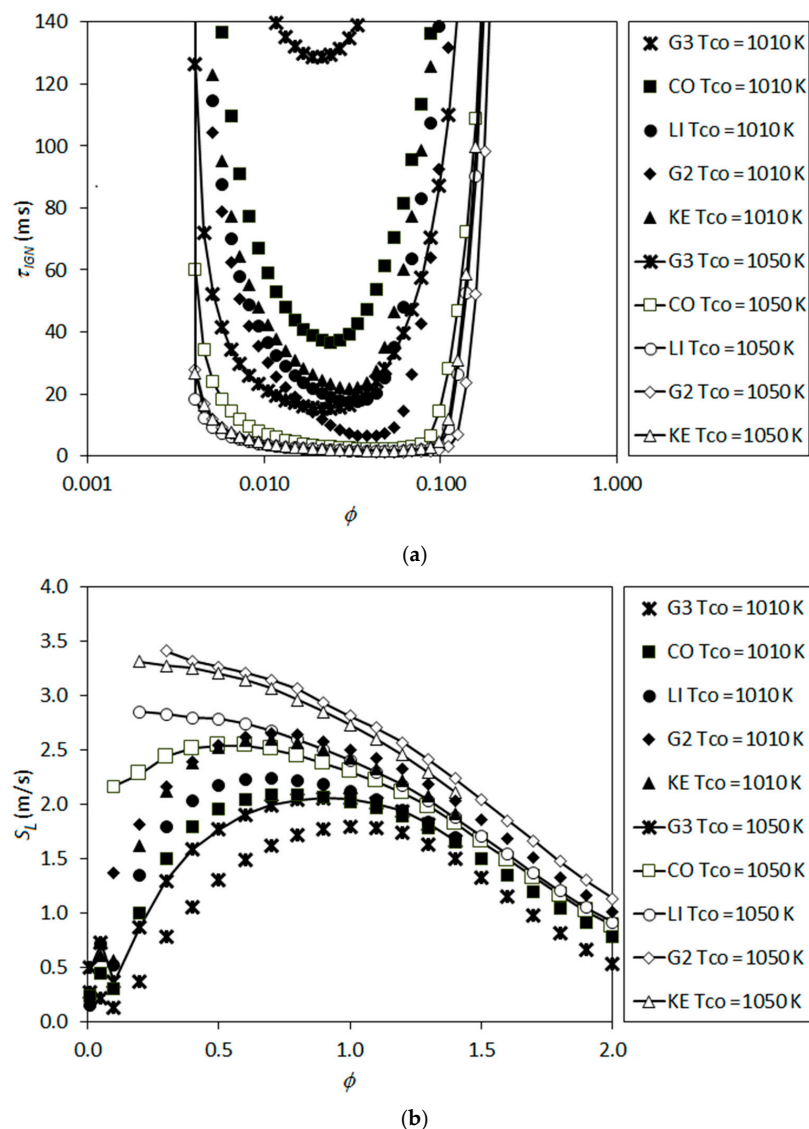 140
120
100
80
60
40
20
0
τIGN (ms)
0.001 0.010 0.100 1.000
ϕ
G3 Tco = 1010 K
CO Tco = 1010 K
LI Tco = 1010 K
G2 Tco = 1010 K
KE Tco = 1010 K
G3 Tco = 1050 K
CO Tco = 1050 K
LI Tco = 1050 K
G2 Tco = 1050 K
KE Tco = 1050 K
(a)
4.0
3.5
3.0
2.5
2.0
1.5
1.0
0.5
0.0
SL (m/s)
0.0 0.5 1.0 1.5 2.0
ϕ
G3 Tco = 1010 K
CO Tco = 1010 K
LI Tco = 1010 K
G2 Tco = 1010 K
KE Tco = 1010 K
G3 Tco = 1050 K
CO Tco = 1050 K
LI Tco = 1050 K
G2 Tco = 1050 K
KE Tco = 1050 K
(b)